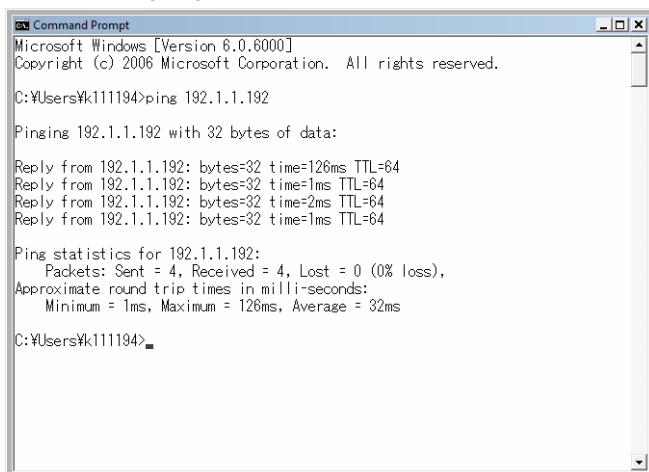 Command Prompt
Microsoft Windows [Version 6.0.6000]
Copyright (c) 2006 Microsoft Corporation.  All rights reserved.
C:¥Users¥k111194>ping 192.1.1.192
Pinging 192.1.1.192 with 32 bytes of data:
Reply from 192.1.1.192: bytes=32 time=126ms TTL=64
Reply from 192.1.1.192: bytes=32 time=1ms TTL=64
Reply from 192.1.1.192: bytes=32 time=2ms TTL=64
Reply from 192.1.1.192: bytes=32 time=1ms TTL=64
Ping statistics for 192.1.1.192:
Packets: Sent = 4, Received = 4, Lost = 0 (0% loss),
Approximate round trip times in milli-seconds:
Minimum = 1ms, Maximum = 126ms, Average = 32ms
C:¥Users¥k111194>